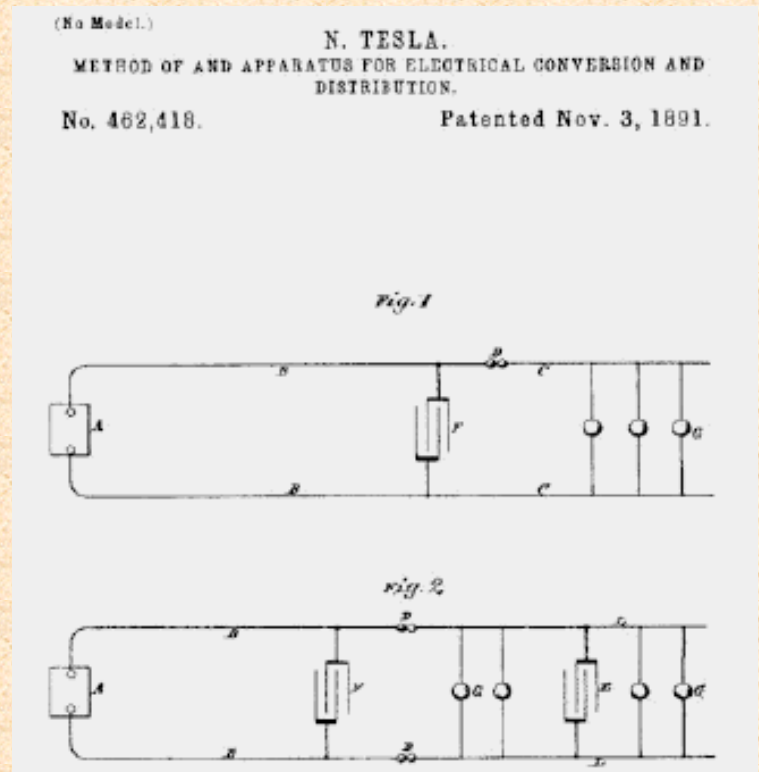 (No Model.)
N. TESLA.
METHOD OF AND APPARATUS FOR ELECTRICAL CONVERSION AND
DISTRIBUTION.
No. 462,418. Patented Nov. 3, 1891.
Fig. 1
B D C
A F G
B C
Fig. 2
B D L
A F G E G
B D L